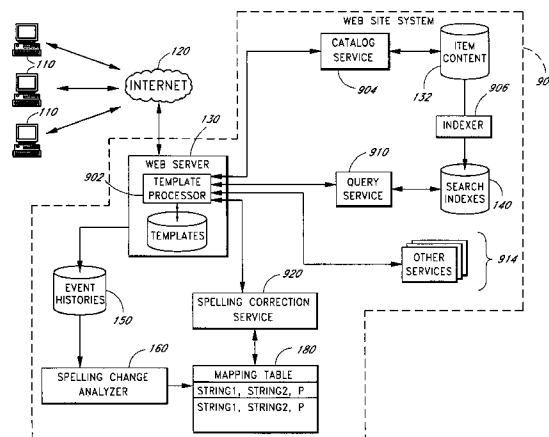 WEB SITE SYSTEM
110
110
110
120
INTERNET
CATALOG
SERVICE
904
ITEM
CONTENT
132
90
906
INDEXER
130
WEB SERVER
902
TEMPLATE
PROCESSOR
TEMPLATES
910
QUERY
SERVICE
SEARCH
INDEXES
140
OTHER
SERVICES
914
EVENT
HISTORIES
150
920
SPELLING CORRECTION
SERVICE
160
SPELLING CHANGE
ANALYZER
180
MAPPING TABLE
STRING1, STRING2, P
STRING1, STRING2, P